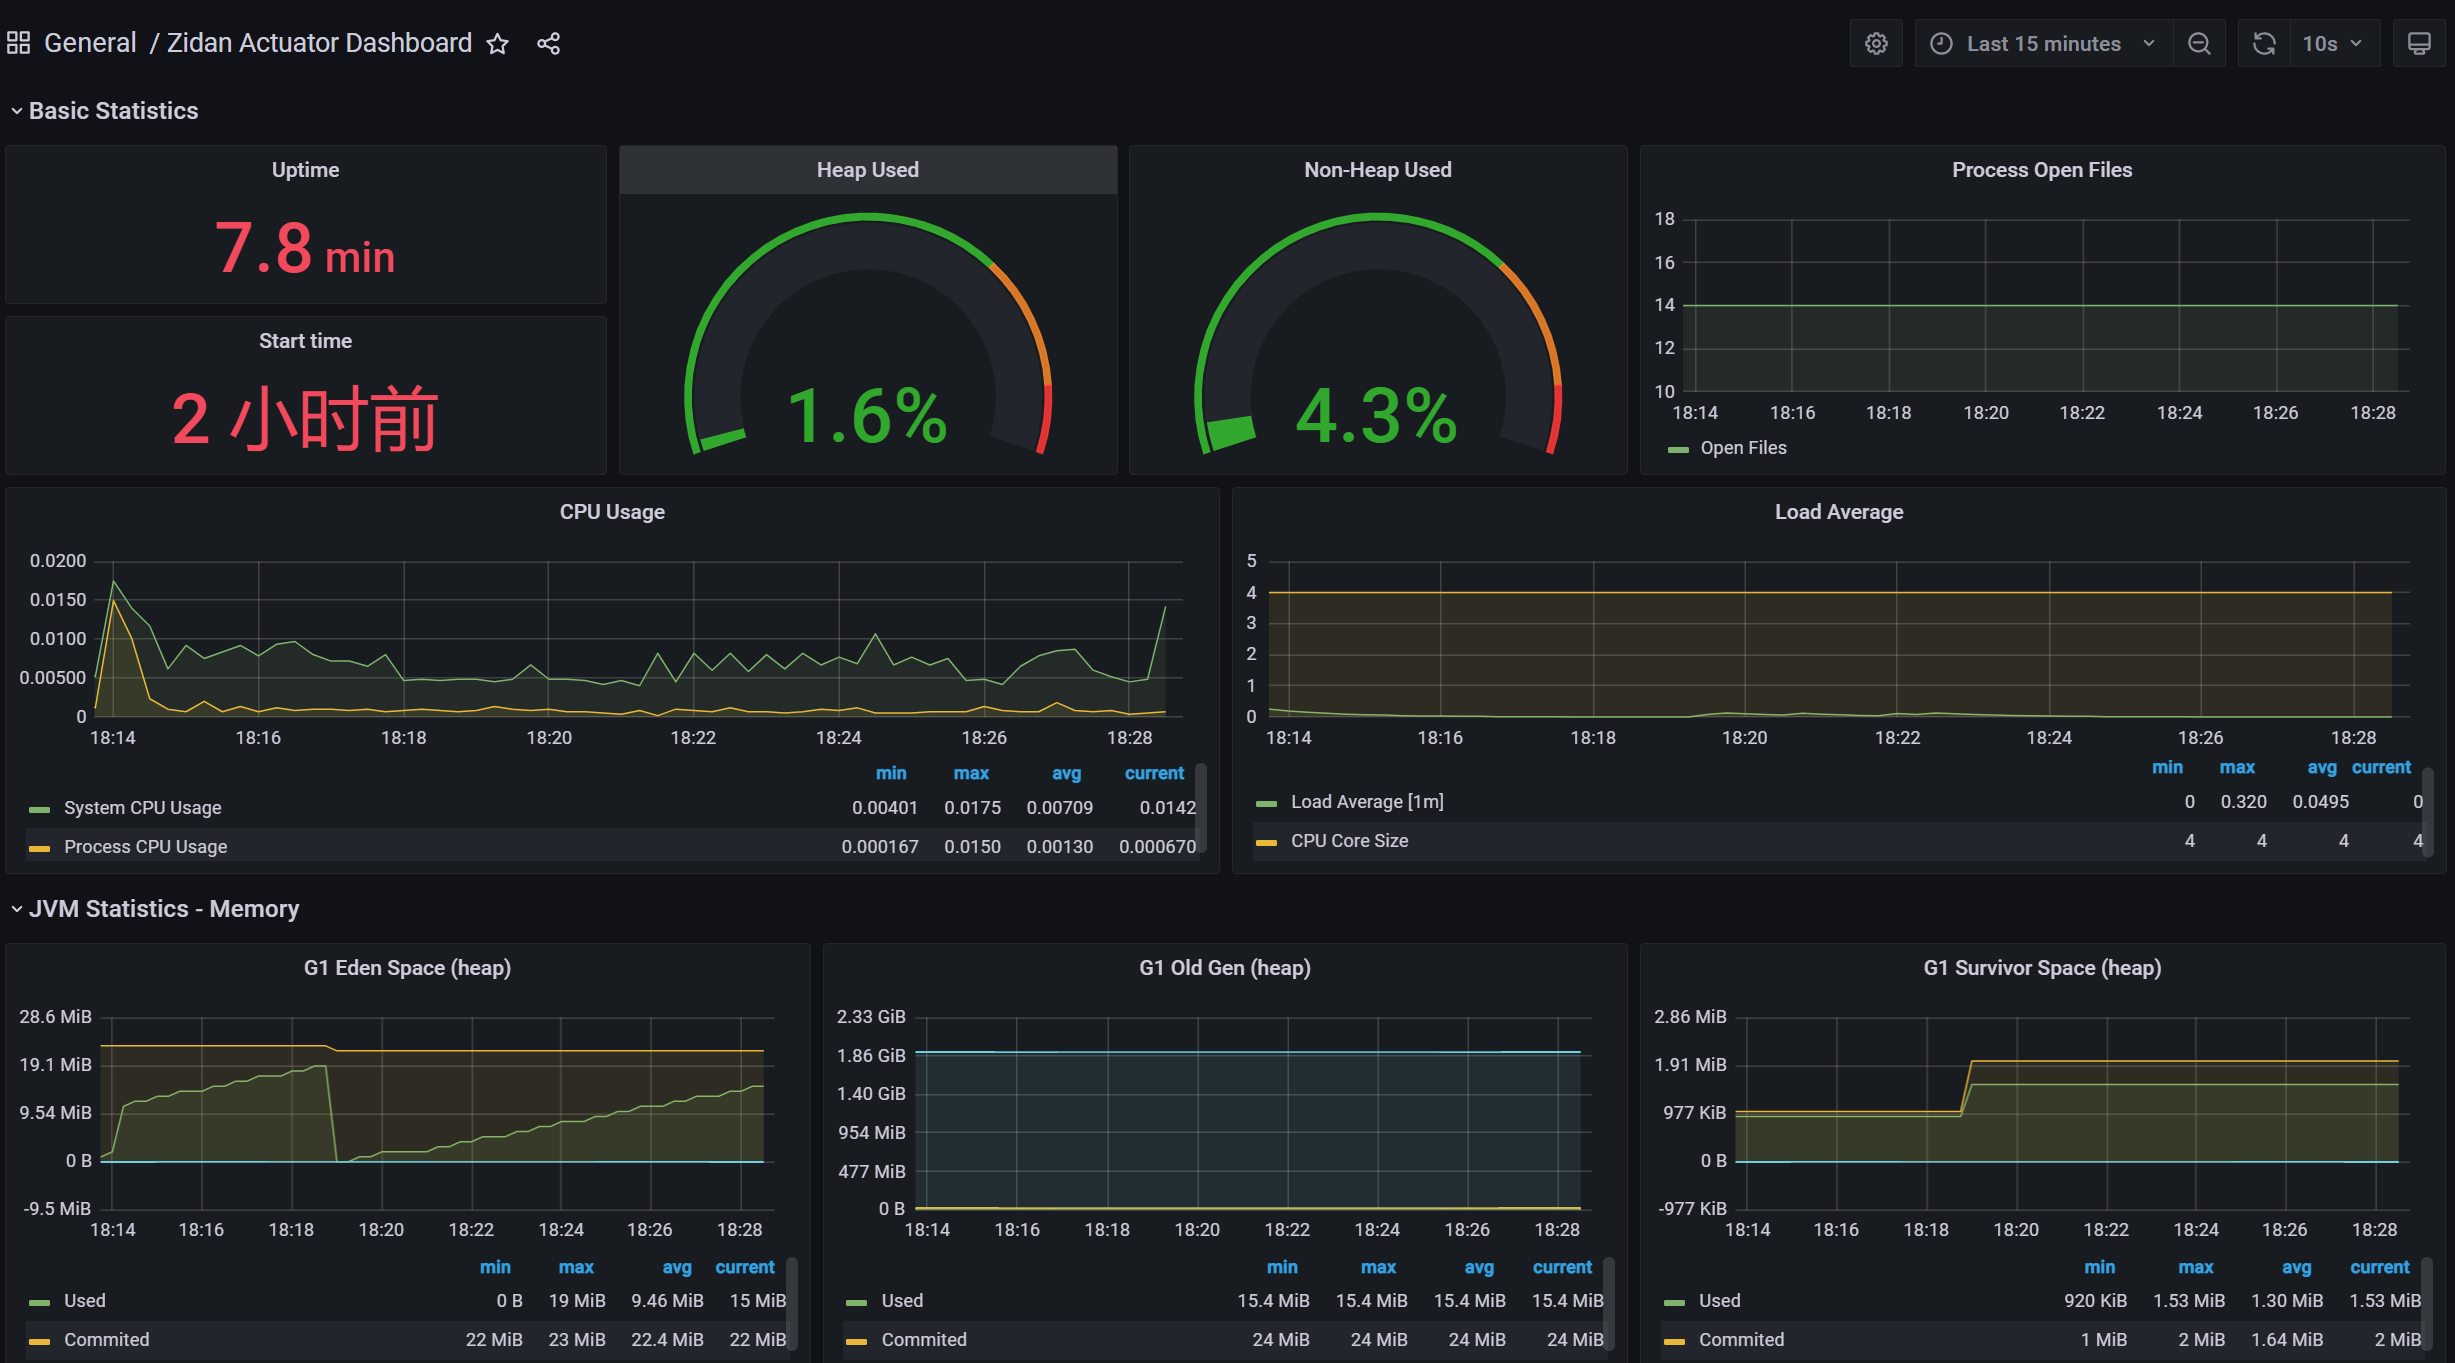 General / Zidan Actuator Dashboard
Last 15 minutes
10s
Basic Statistics
Uptime
7.8 min
Start time
2 小时前
Heap Used
1.6%
Non-Heap Used
4.3%
Process Open Files
18
16
14
12
10
18:14 18:16 18:18 18:20 18:22 18:24 18:26 18:28
Open Files
CPU Usage
0.0200
0.0150
0.0100
0.00500
0
18:14 18:16 18:18 18:20 18:22 18:24 18:26 18:28
min max avg current
System CPU Usage 0.00401 0.0175 0.00709 0.0142
Process CPU Usage 0.000167 0.0150 0.00130 0.000670
Load Average
5
4
3
2
1
0
18:14 18:16 18:18 18:20 18:22 18:24 18:26 18:28
min max avg current
Load Average [1m] 0 0.320 0.0495 0
CPU Core Size 4 4 4 4
JVM Statistics - Memory
G1 Eden Space (heap)
28.6 MiB
19.1 MiB
9.54 MiB
0 B
-9.5 MiB
18:14 18:16 18:18 18:20 18:22 18:24 18:26 18:28
min max avg current
Used 0 B 19 MiB 9.46 MiB 15 MiB
Commited 22 MiB 23 MiB 22.4 MiB 22 MiB
G1 Old Gen (heap)
2.33 GiB
1.86 GiB
1.40 GiB
954 MiB
477 MiB
0 B
18:14 18:16 18:18 18:20 18:22 18:24 18:26 18:28
min max avg current
Used 15.4 MiB 15.4 MiB 15.4 MiB 15.4 MiB
Commited 24 MiB 24 MiB 24 MiB 24 MiB
G1 Survivor Space (heap)
2.86 MiB
1.91 MiB
977 KiB
0 B
-977 KiB
18:14 18:16 18:18 18:20 18:22 18:24 18:26 18:28
min max avg current
Used 920 KiB 1.53 MiB 1.30 MiB 1.53 MiB
Commited 1 MiB 2 MiB 1.64 MiB 2 MiB